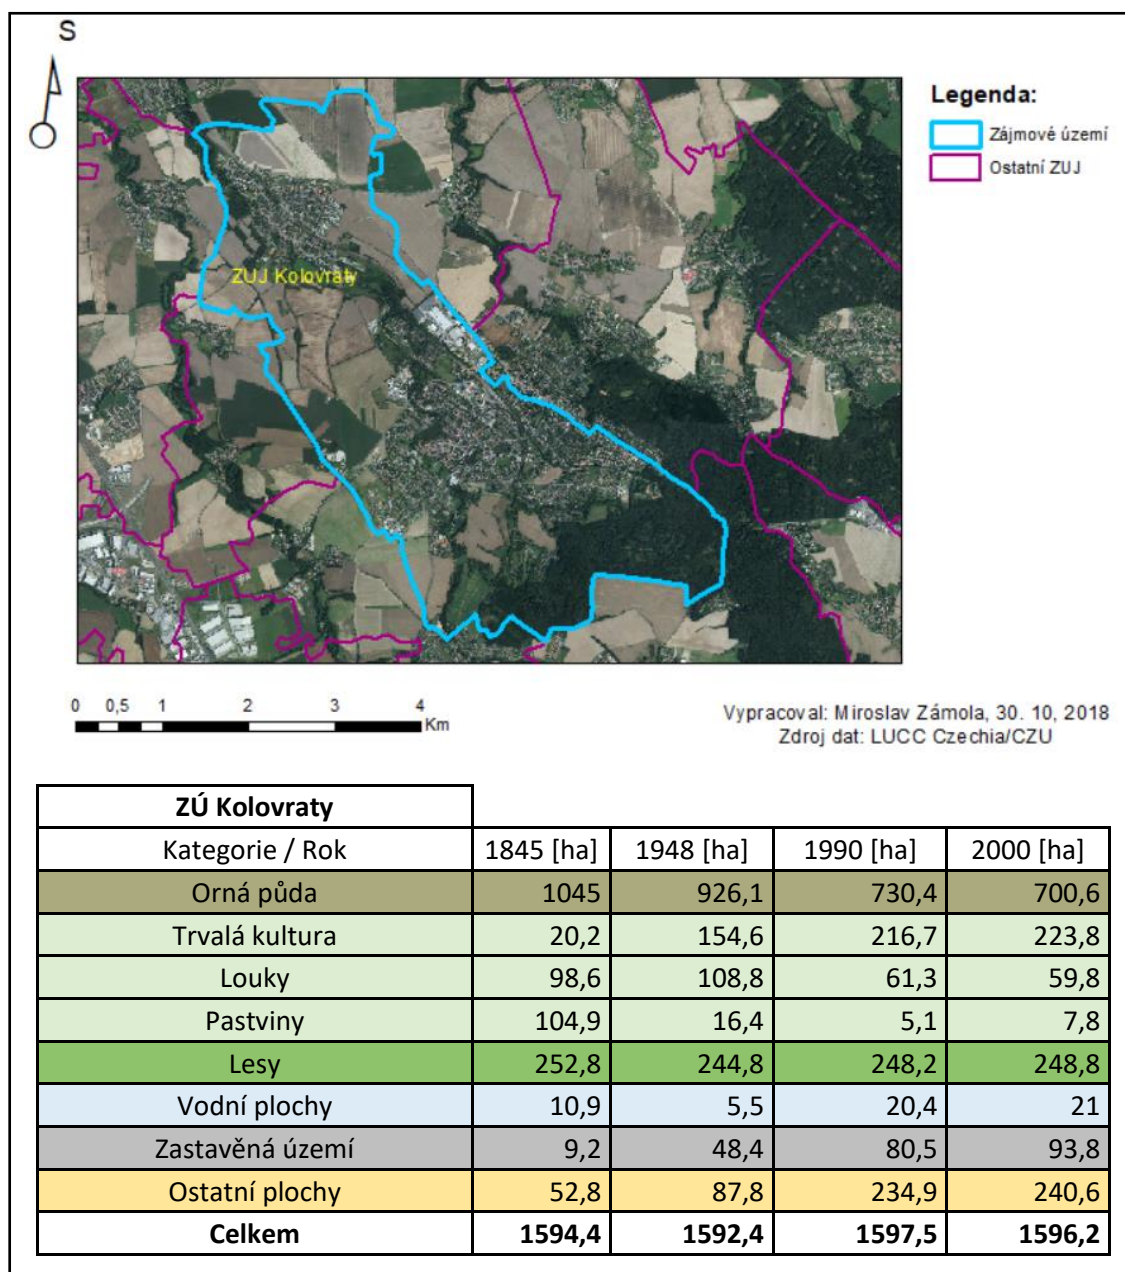 S
Legenda:
Zájmové území
Ostatní ZUJ
ZUJ Kolovraty
0 0,5 1 2 3 4
Km
Vypracoval: Miroslav Zámola, 30. 10, 2018
Zdroj dat: LUCC Czechia/CZU
ZÚ Kolovraty
Kategorie / Rok 1845 [ha] 1948 [ha] 1990 [ha] 2000 [ha]
Orná půda 1045 926,1 730,4 700,6
Trvalá kultura 20,2 154,6 216,7 223,8
Louky 98,6 108,8 61,3 59,8
Pastviny 104,9 16,4 5,1 7,8
Lesy 252,8 244,8 248,2 248,8
Vodní plochy 10,9 5,5 20,4 21
Zastavěná území 9,2 48,4 80,5 93,8
Ostatní plochy 52,8 87,8 234,9 240,6
Celkem 1594,4 1592,4 1597,5 1596,2